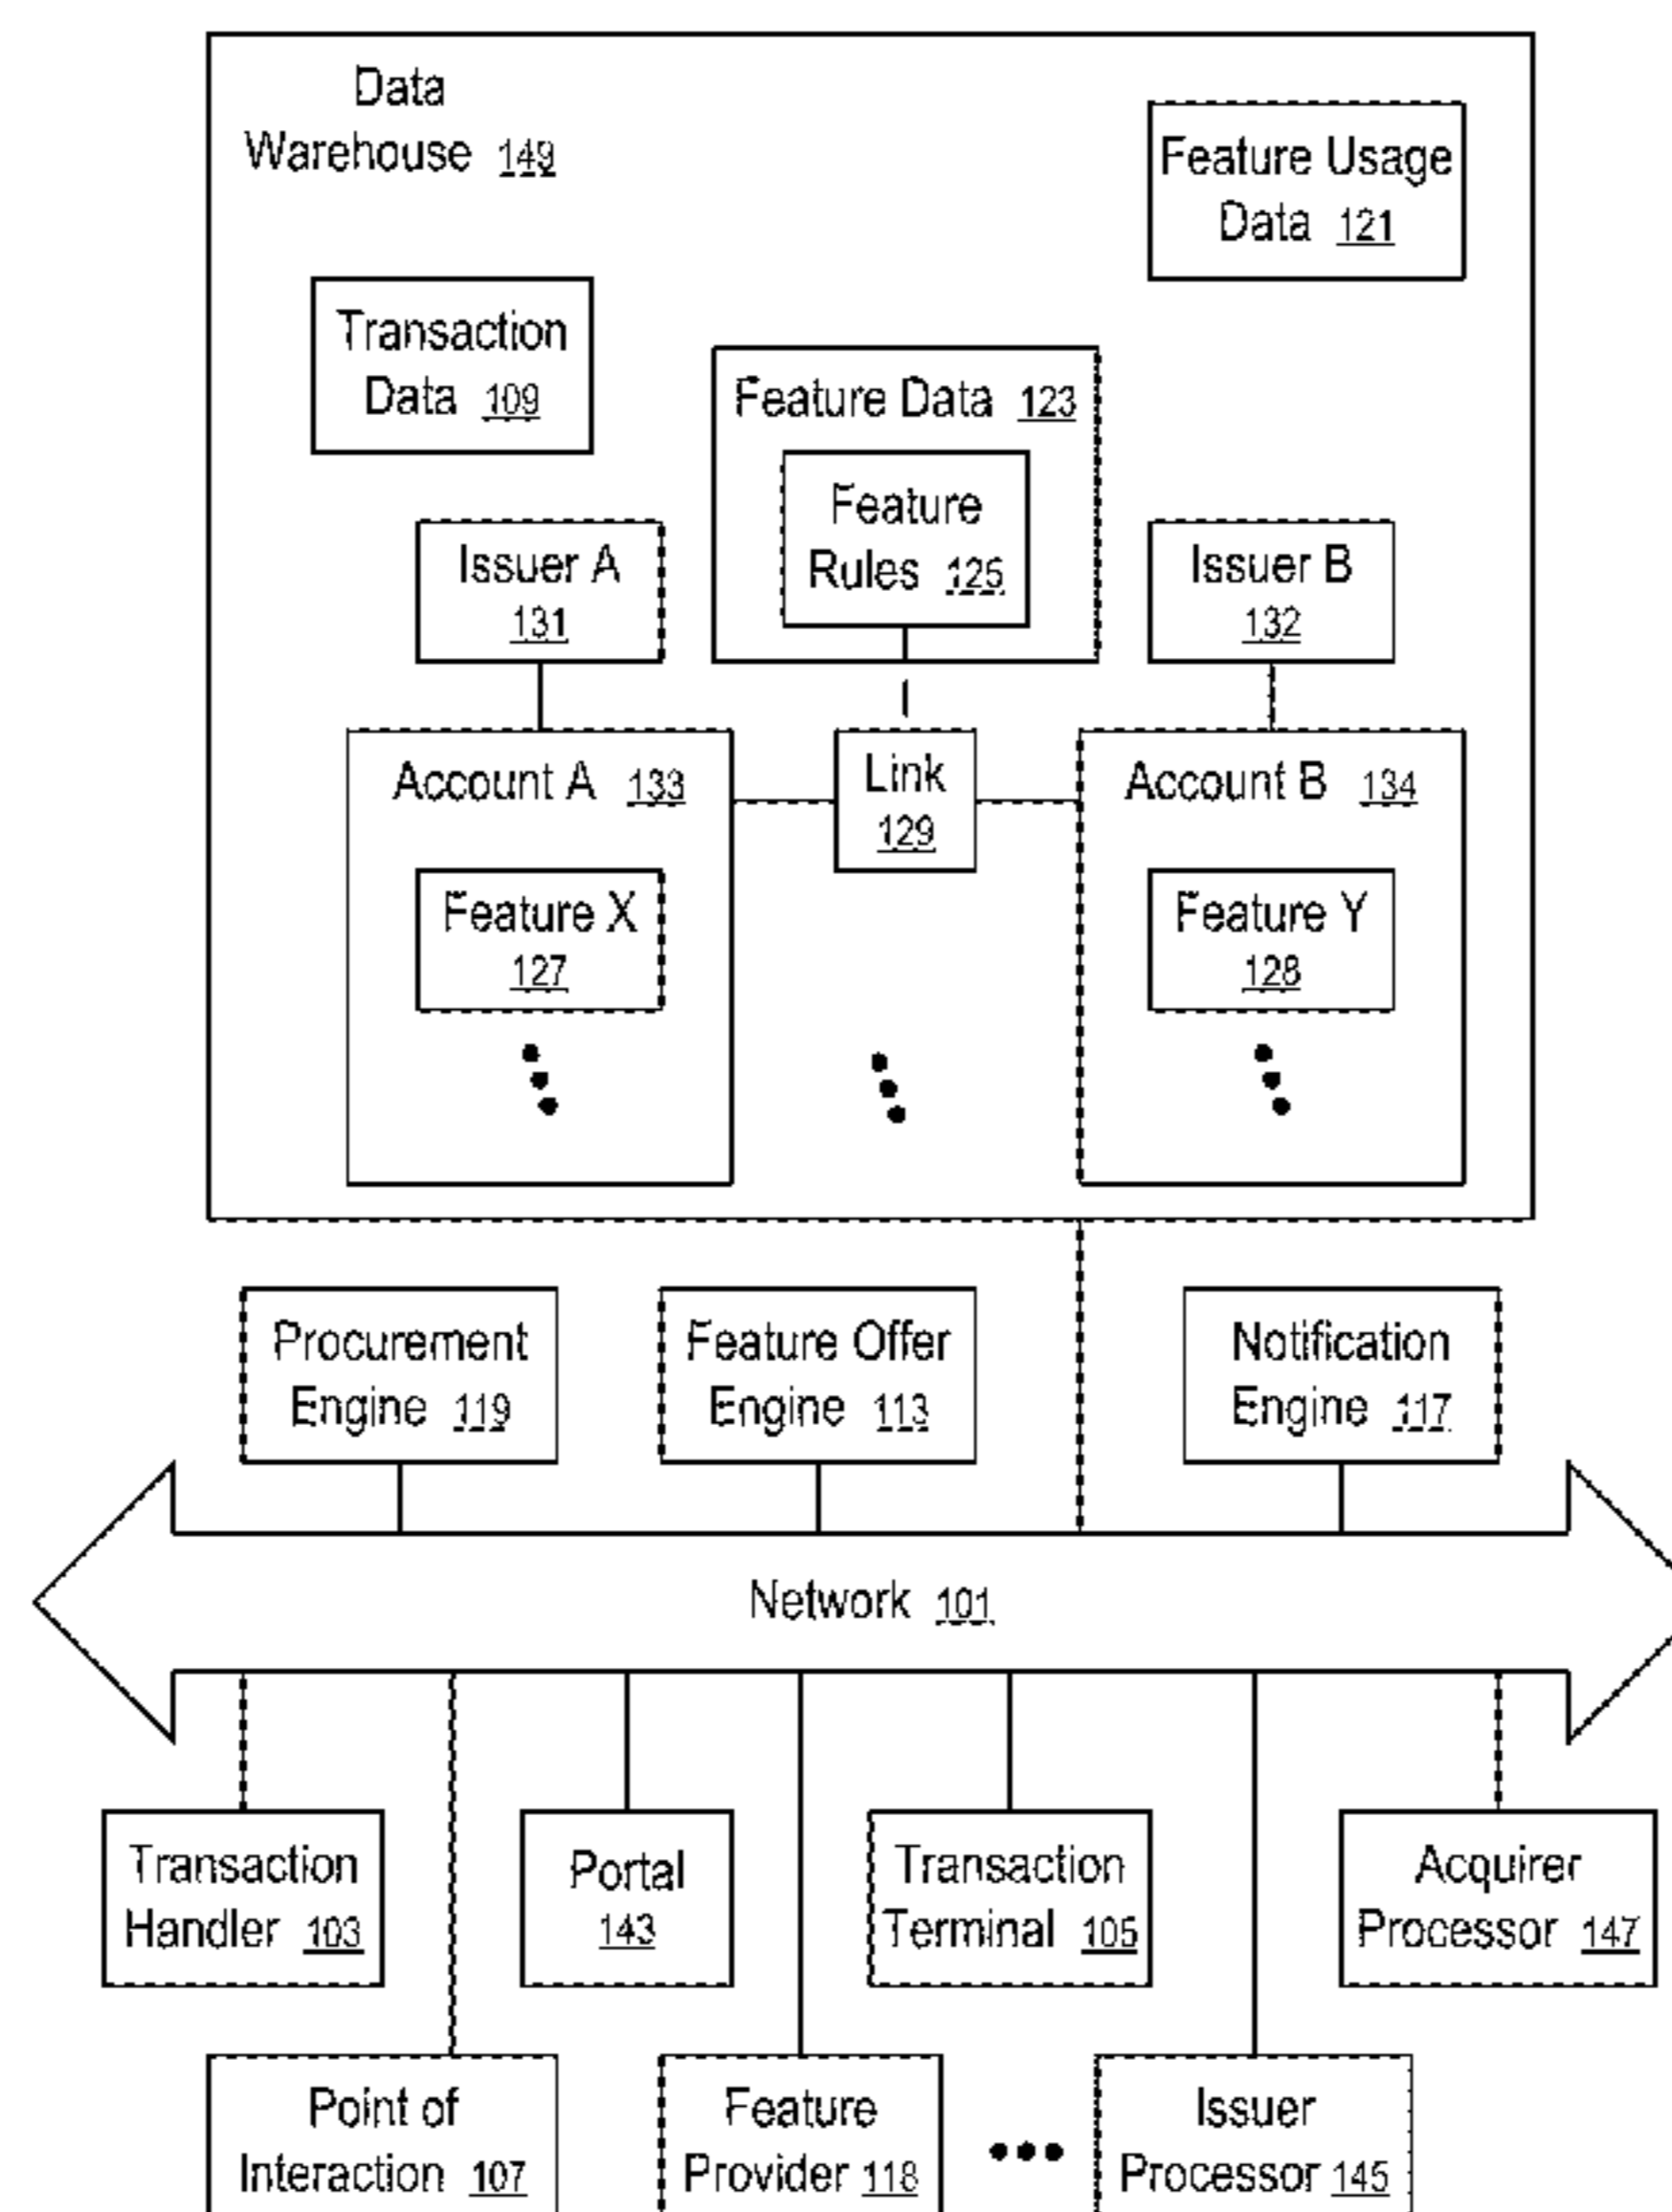 Data
Warehouse 149
Feature Usage
Data 121
Transaction
Data 109
Feature Data 123
Feature
Rules 125
Issuer A
131
Issuer B
132
Account A 133
Link
129
Account B 134
Feature X
127
Feature Y
128
Procurement
Engine 119
Feature Offer
Engine 113
Notification
Engine 117
Network 101
Transaction
Handler 103
Portal
143
Transaction
Terminal 105
Acquirer
Processor 147
Point of
Interaction 107
Feature
Provider 118
Issuer
Processor 145